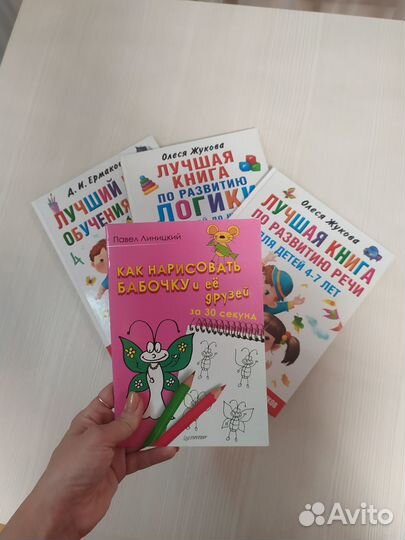 Д. И. Ермакова
ЛУЧШИЙ
ОБУЧЕНИЯ
Олеся Жукова
ЛУЧШАЯ
КНИГА
ПО РАЗВИТИЮ
ЛОГИКИ
Олеся Жукова
ЛУЧШАЯ КНИГА
ПО РАЗВИТИЮ РЕЧИ
ДЛЯ ДЕТЕЙ 4-7 ЛЕТ
Павел Линицкий
КАК НАРИСОВАТЬ
БАБОЧКУ и её
друзей
за 30 секунд
ПИТЕР
Avito